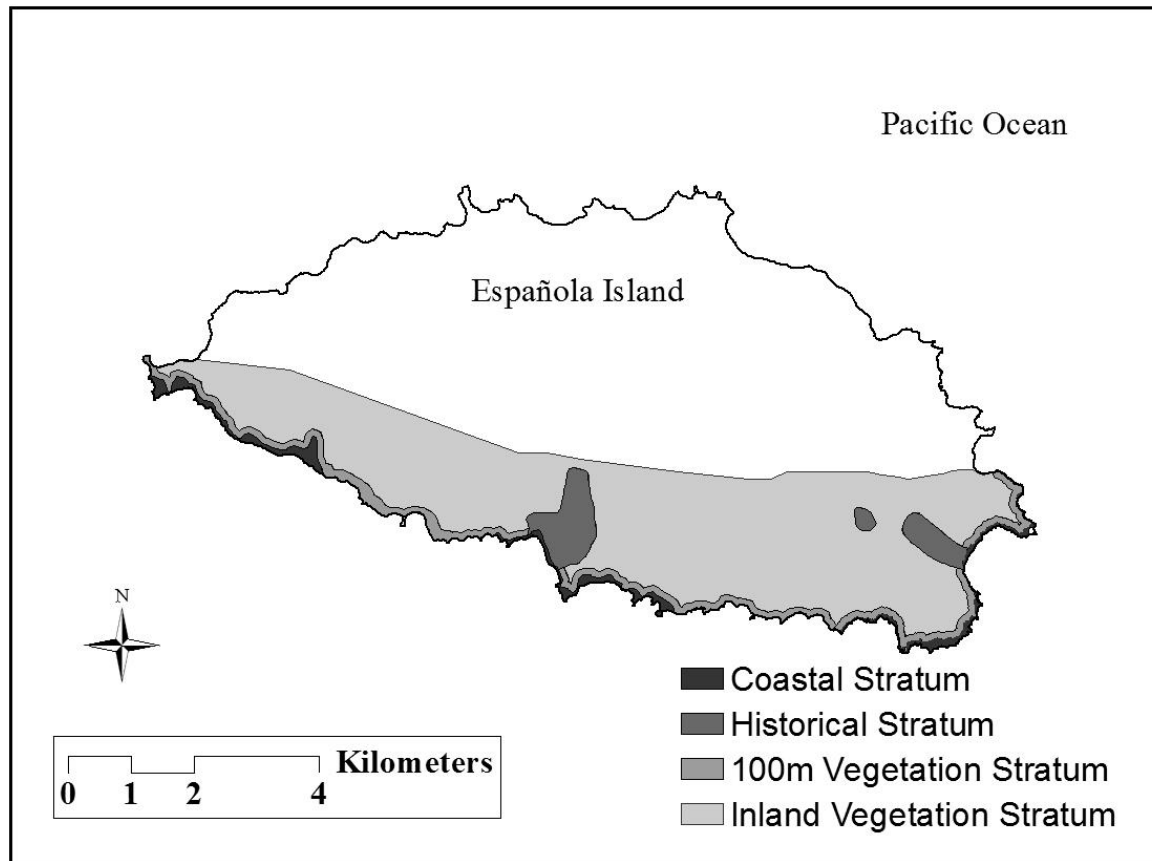 Pacific Ocean
Española Island
N
Coastal Stratum
Historical Stratum
100m Vegetation Stratum
Inland Vegetation Stratum
Kilometers
0 1 2 4